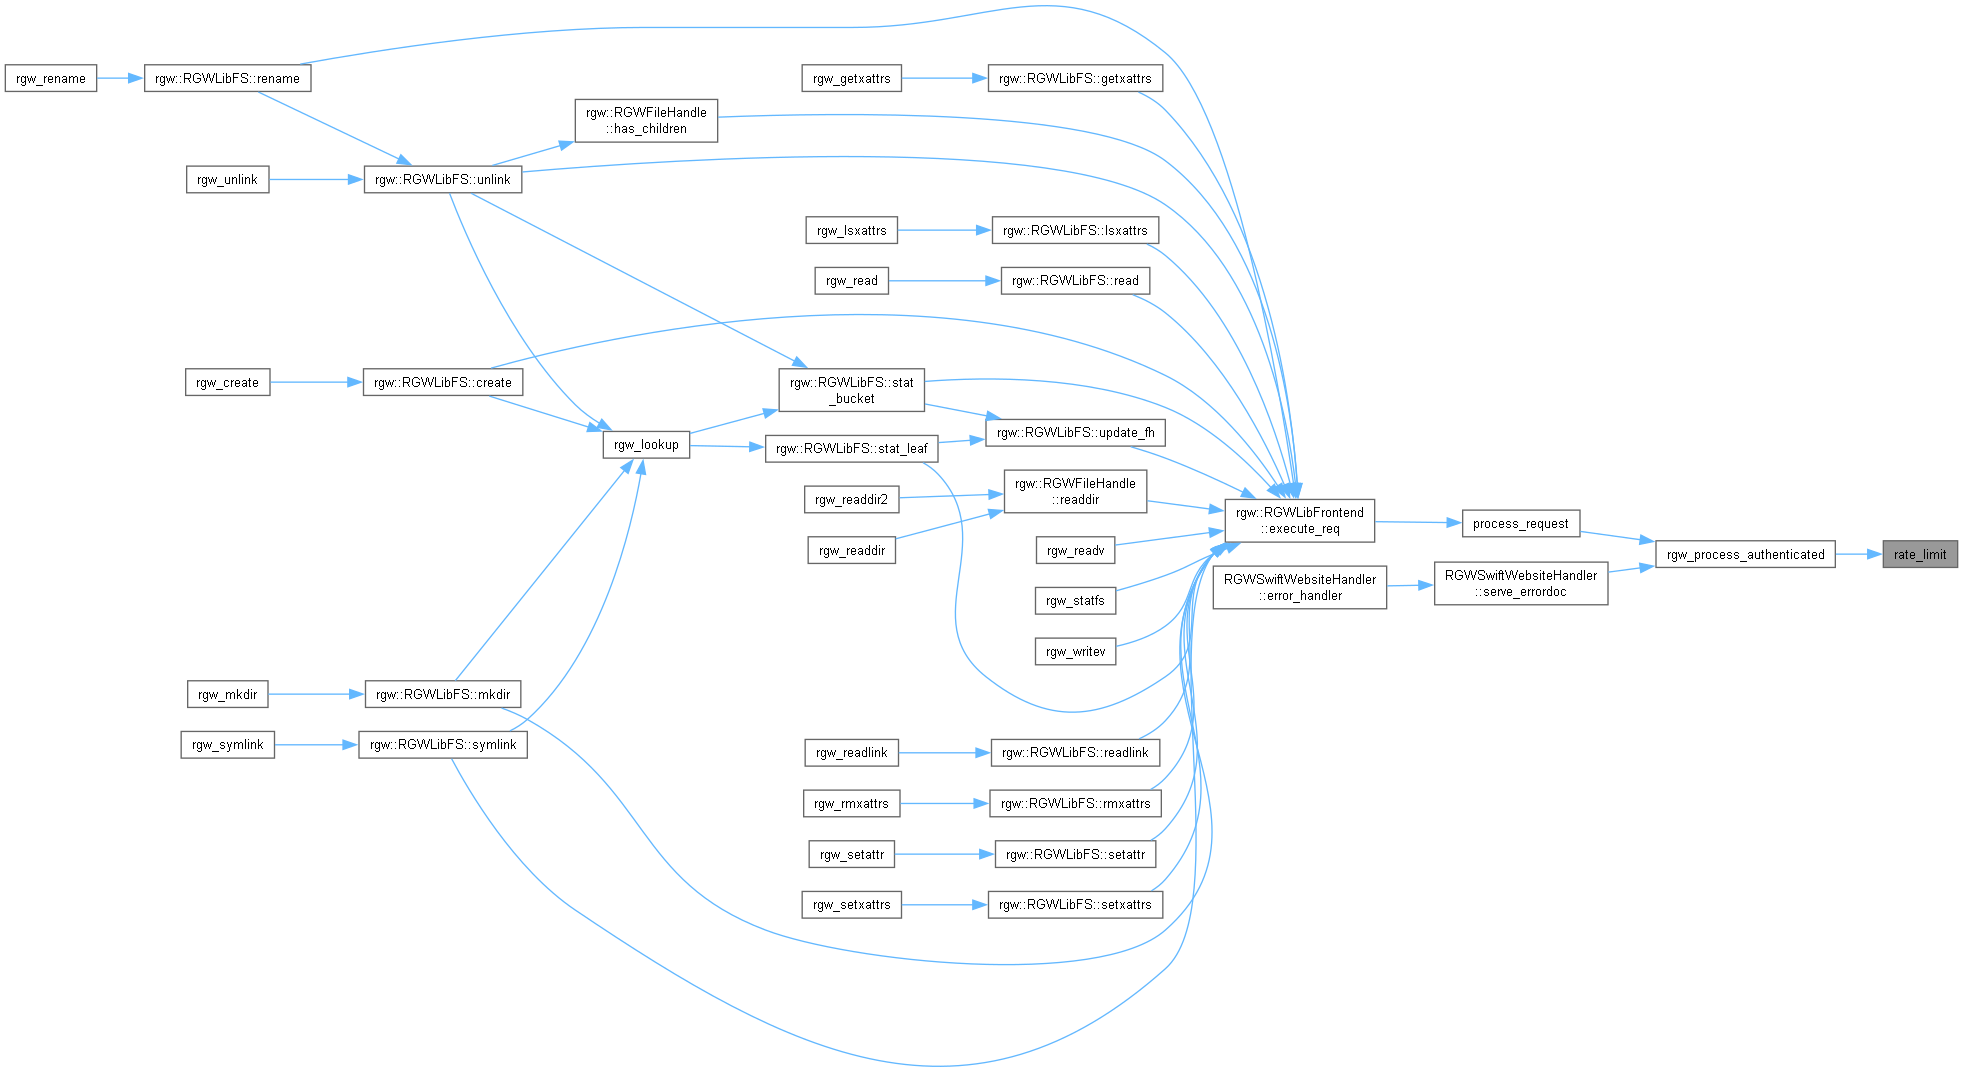 rgw_rename
rgw::RGWLibFS::rename
rgw_getxattrs
rgw::RGWLibFS::getxattrs
rgw::RGWFileHandle
::has_children
rgw_unlink
rgw::RGWLibFS::unlink
rgw_lsxattrs
rgw::RGWLibFS::lsxattrs
rgw_read
rgw::RGWLibFS::read
rgw_create
rgw::RGWLibFS::create
rgw::RGWLibFS::stat
_bucket
rgw_lookup
rgw::RGWLibFS::stat_leaf
rgw::RGWLibFS::update_fh
rgw_readdir2
rgw::RGWFileHandle
::readdir
rgw_readdir
rgw_readv
rgw_statfs
rgw_writev
rgw::RGWLibFrontend
::execute_req
process_request
rgw_process_authenticated
rate_limit
RGWSwiftWebsiteHandler
::error_handler
RGWSwiftWebsiteHandler
::serve_errordoc
rgw_mkdir
rgw::RGWLibFS::mkdir
rgw_symlink
rgw::RGWLibFS::symlink
rgw_readlink
rgw::RGWLibFS::readlink
rgw_rmxattrs
rgw::RGWLibFS::rmxattrs
rgw_setattr
rgw::RGWLibFS::setattr
rgw_setxattrs
rgw::RGWLibFS::setxattrs